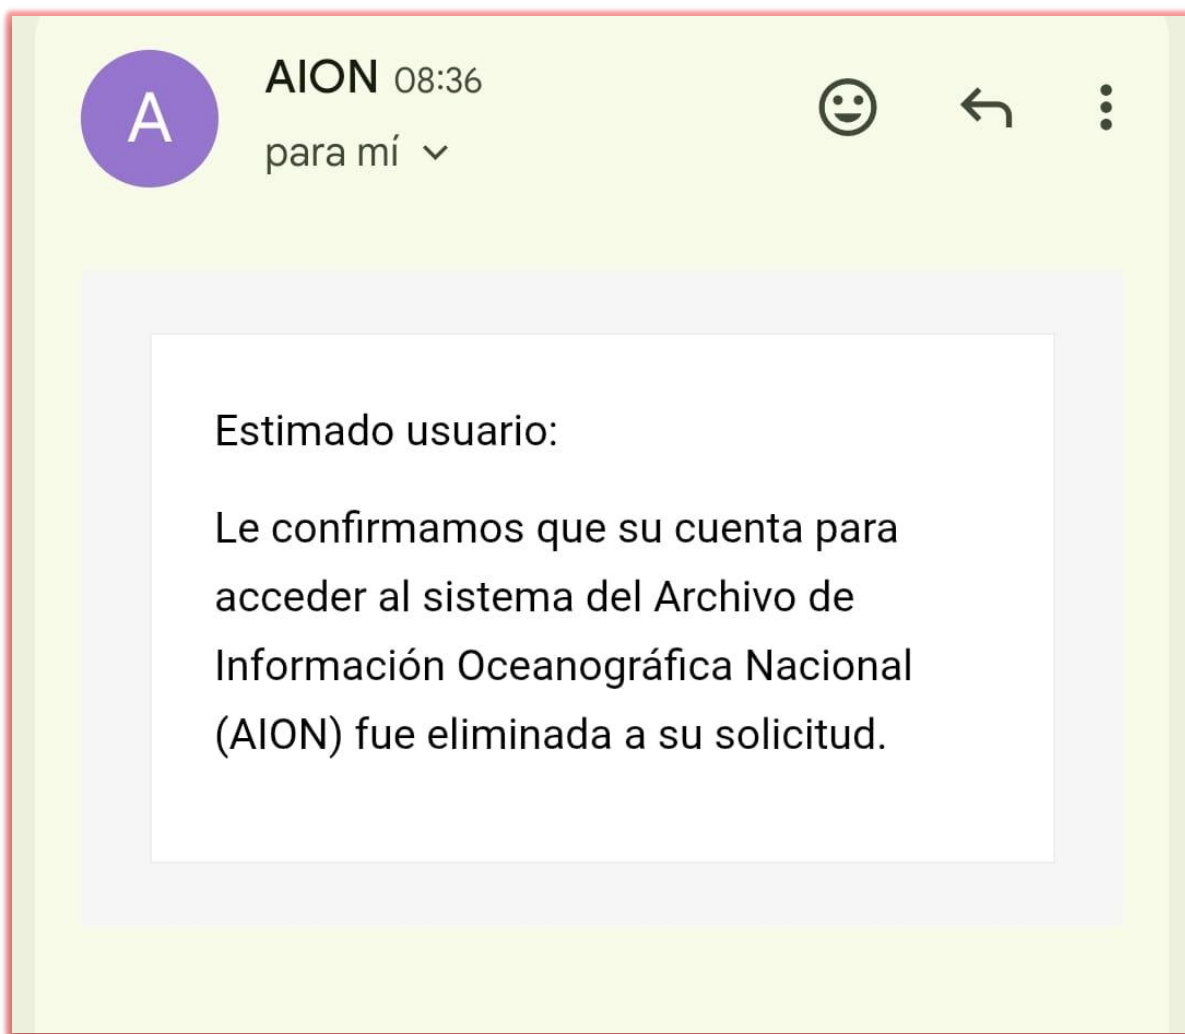 AION 08:36
A
para mí
Estimado usuario:
Le confirmamos que su cuenta para
acceder al sistema del Archivo de
Información Oceanográfica Nacional
(AION) fue eliminada a su solicitud.